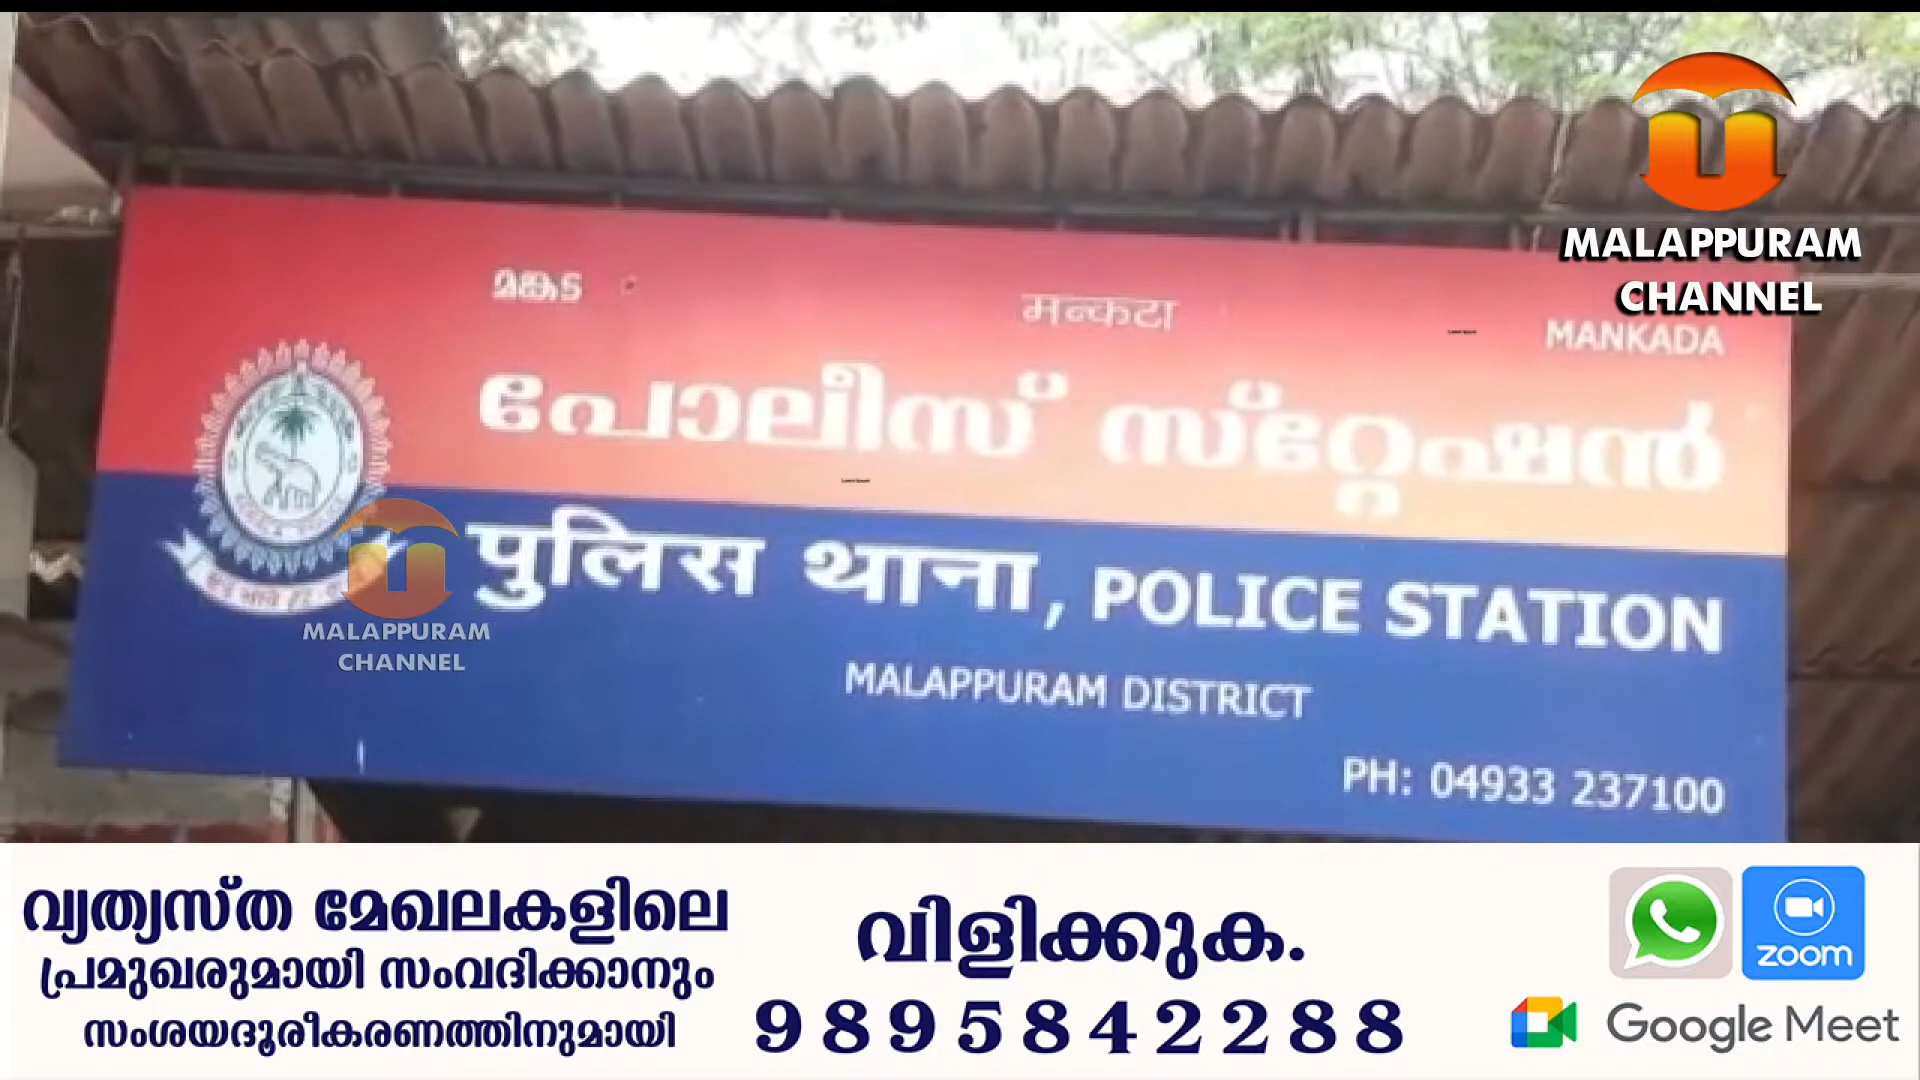 MALAPPURAM
CHANNEL
മങ്കട
मन्कटा
MANKADA
പോലീസ് സ്റ്റേഷൻ
पुलिस थाना, POLICE STATION
MALAPPURAM
CHANNEL
MALAPPURAM DISTRICT
PH: 04933 237100
വ്യത്യസ്ത മേഖലകളിലെ
പ്രമുഖരുമായി സംവദിക്കാനും
സംശയദൂരീകരണത്തിനുമായി
വിളിക്കുക.
9895842288
zoom
Google Meet